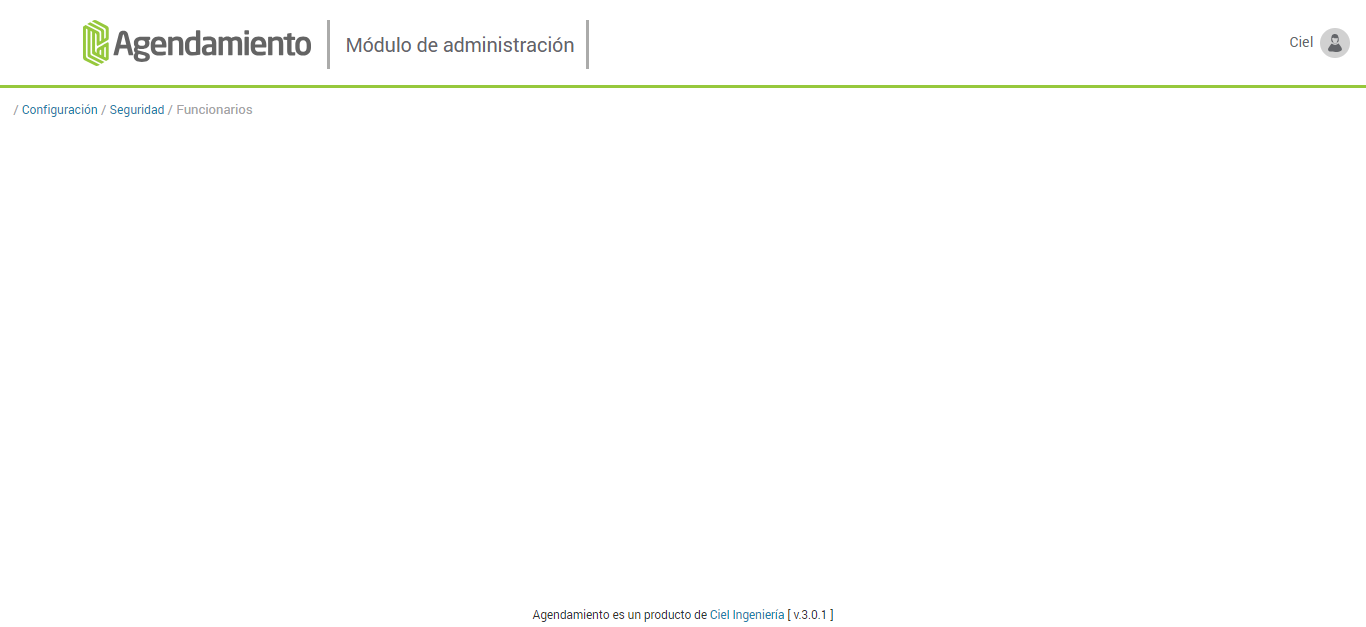 Agendamiento
Módulo de administración
Ciel
/ Configuración / Seguridad / Funcionarios
Agendamiento es un producto de Ciel Ingeniería [ v.3.0.1 ]